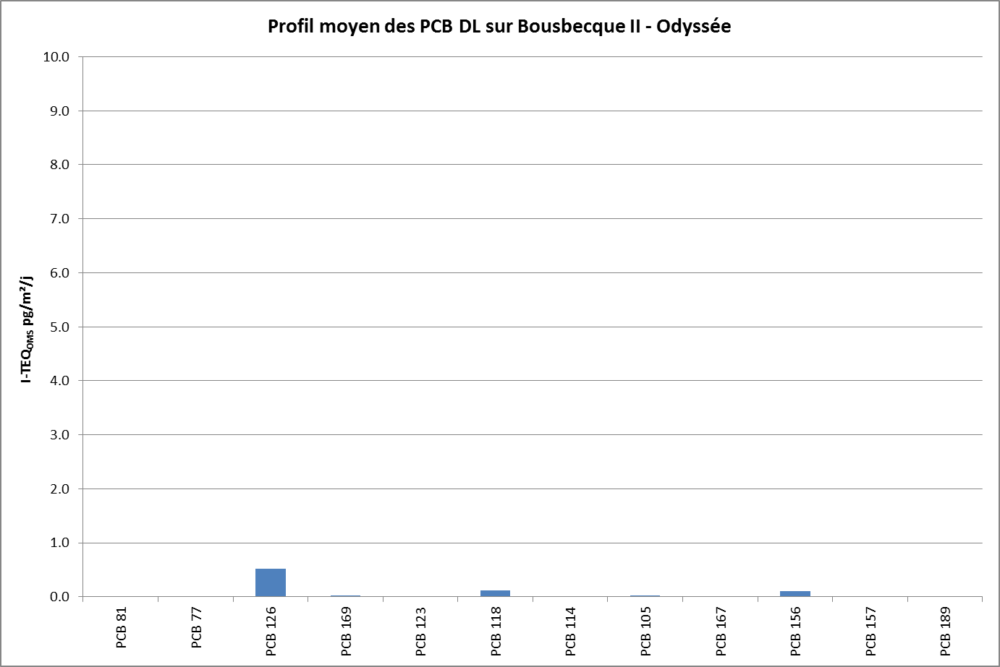 Profil moyen des PCB DL sur Bousbecque II - Odyssée
10.0
9.0
8.0
7.0
6.0
5.0
4.0
3.0
2.0
1.0
0.0
I-TEQOMS pg/m²/j
PCB 81
PCB 77
PCB 126
PCB 169
PCB 123
PCB 118
PCB 114
PCB 105
PCB 167
PCB 156
PCB 157
PCB 189